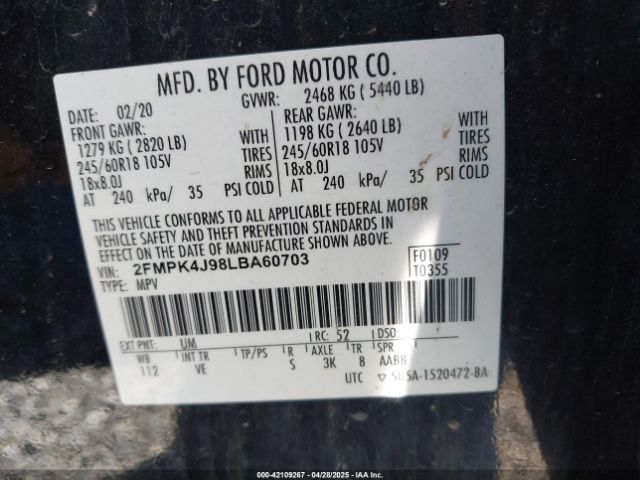 MFD. BY FORD MOTOR CO.
DATE: 02/20 GVWR: 2468 KG ( 5440 LB)
FRONT GAWR: REAR GAWR:
1279 KG ( 2820 LB) WITH 1198 KG ( 2640 LB) WITH
245/60R18 105V TIRES 245/60R18 105V TIRES
18x8.0J RIMS 18x8.0J RIMS
AT 240 kPa/ 35 PSI COLD AT 240 kPa/ 35 PSI COLD
THIS VEHICLE CONFORMS TO ALL APPLICABLE FEDERAL MOTOR
VEHICLE SAFETY AND THEFT PREVENTION STANDARDS IN
EFFECT ON THE DATE OF MANUFACTURE SHOWN ABOVE.
VIN: 2FMPK4J98LBA60703 F0109
TYPE: MPV T0355
EXT PNT: UM RC: 52 DSO:
WB INT TR TP/PS R AXLE TR SPR
112 VE S 3K 8 AABB
UTC 5U5A-1520472-BA
000-42109267 - 04/28/2025 - IAA, Inc.